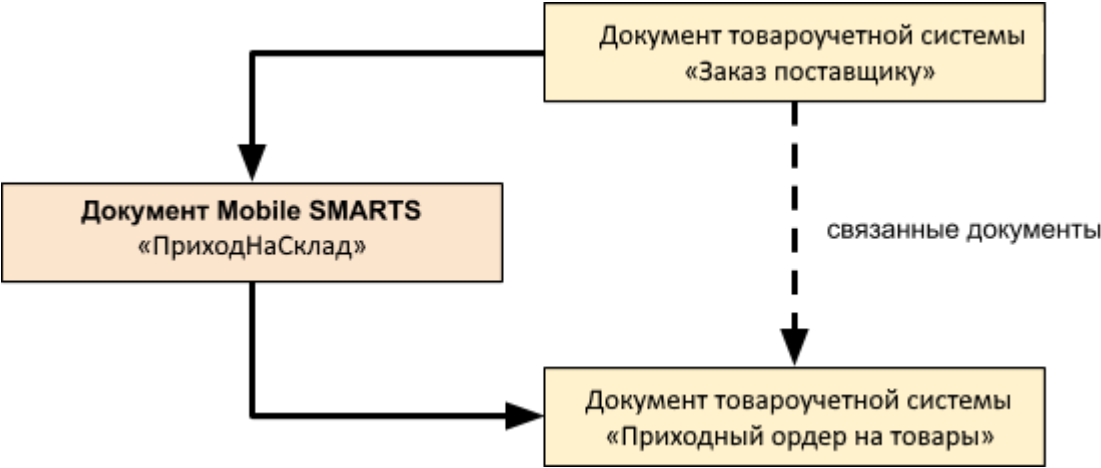 Документ товароучетной системы
«Заказ поставщику»
Документ Mobile SMARTS
«ПриходНаСклад»
связанные документы
Документ товароучетной системы
«Приходный ордер на товары»